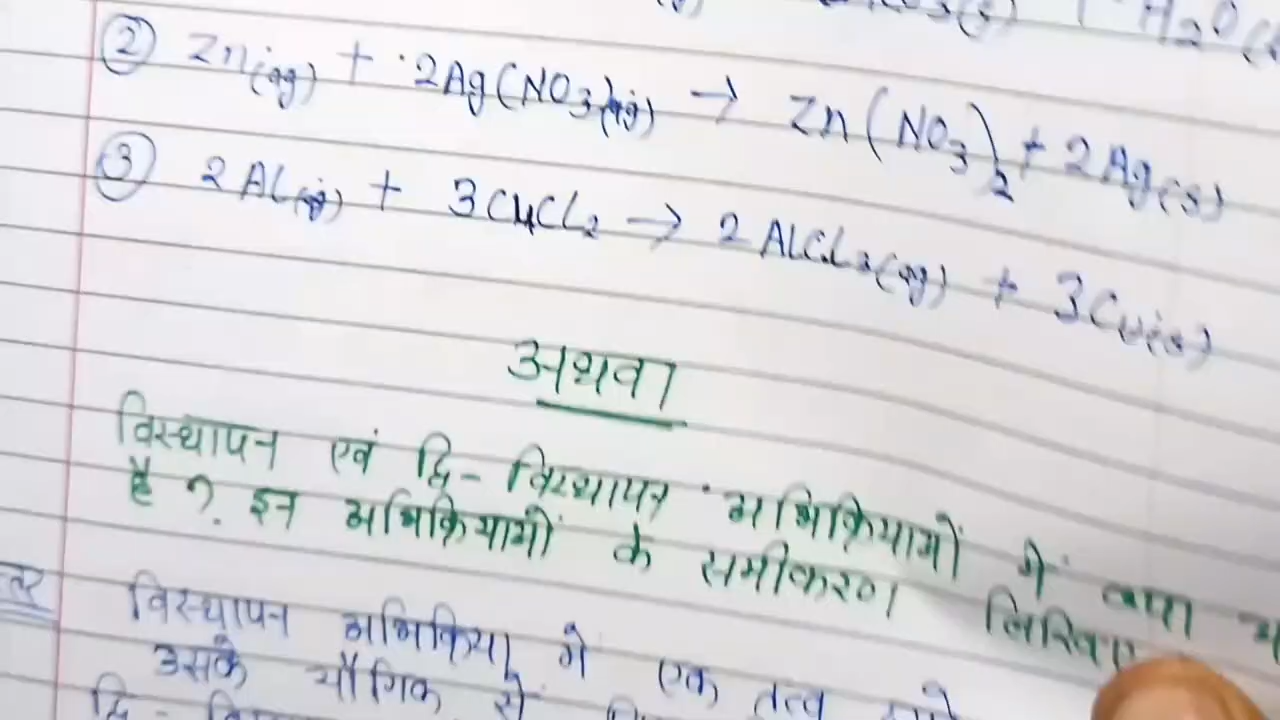 H₂O
② Zn(aq) + 2Ag(NO₃)(aq) → Zn(NO₃)₂ + 2Ag(s)
③ 2Al(s) + 3CuCl₂ → 2AlCl₃(aq) + 3Cu(s)
अथवा
विस्थापन एवं द्वि-विस्थापन अभिक्रियाओं में क्या
है ? इन अभिक्रियाओं के समीकरण लिखिए
विस्थापन अभिक्रिया में एक तत्व
उसके यौगिक से
द्वि-